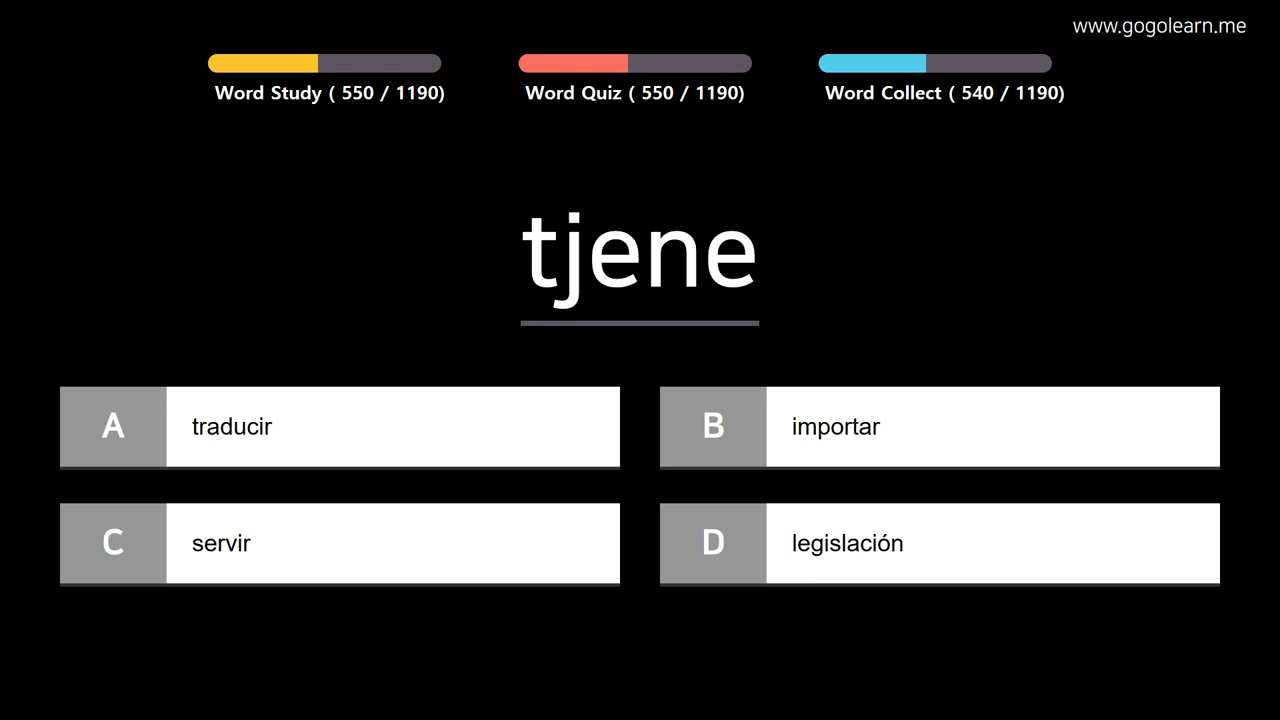 www.gogolearn.me
Word Study ( 550 / 1190)
Word Quiz ( 550 / 1190)
Word Collect ( 540 / 1190)
tjene
A traducir
B importar
C servir
D legislación